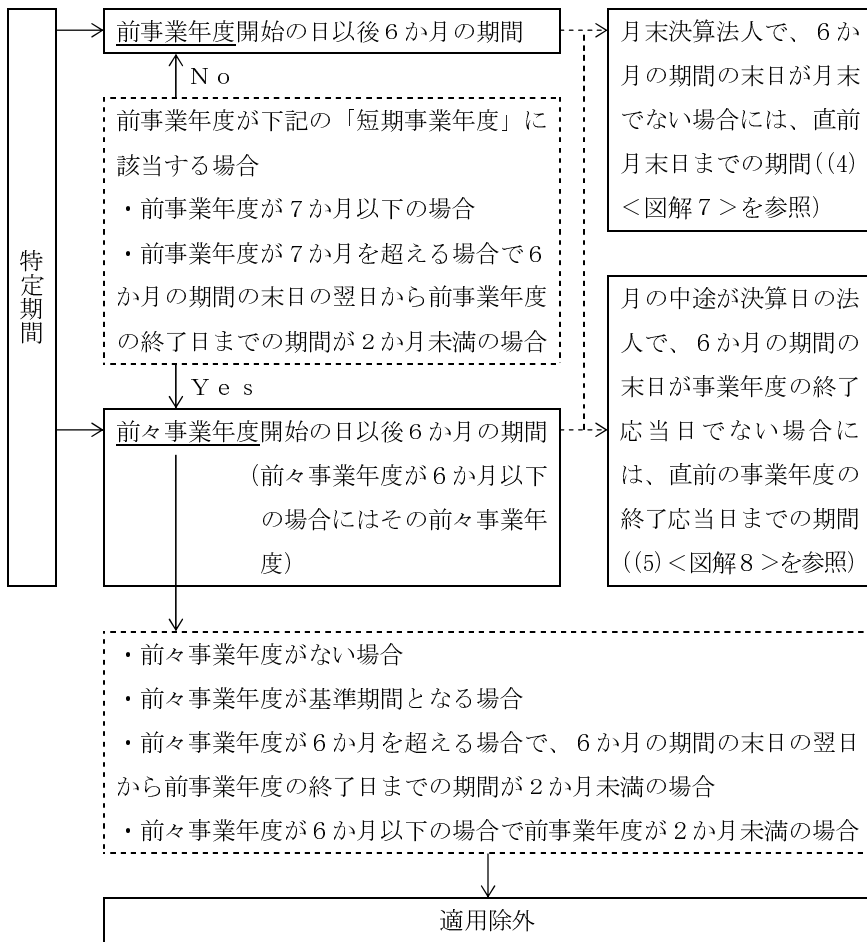 特定期間
前事業年度開始の日以後６か月の期間
Ｎｏ
前事業年度が下記の「短期事業年度」に
該当する場合
・前事業年度が７か月以下の場合
・前事業年度が７か月を超える場合で６
か月の期間の末日の翌日から前事業年度
の終了日までの期間が２か月未満の場合
Ｙｅｓ
前々事業年度開始の日以後６か月の期間
（前々事業年度が６か月以下
の場合にはその前々事業年
度）
月末決算法人で、６か
月の期間の末日が月末
でない場合には、直前
月末日までの期間((4)
＜図解７＞を参照）
月の中途が決算日の法
人で、６か月の期間の
末日が事業年度の終了
応当日でない場合に
は、直前の事業年度の
終了応当日までの期間
((5)＜図解８＞を参照）
・前々事業年度がない場合
・前々事業年度が基準期間となる場合
・前々事業年度が６か月を超える場合で、６か月の期間の末日の翌日
から前事業年度の終了日までの期間が２か月未満の場合
・前々事業年度が６か月以下の場合で前事業年度が２か月未満の場合
適用除外